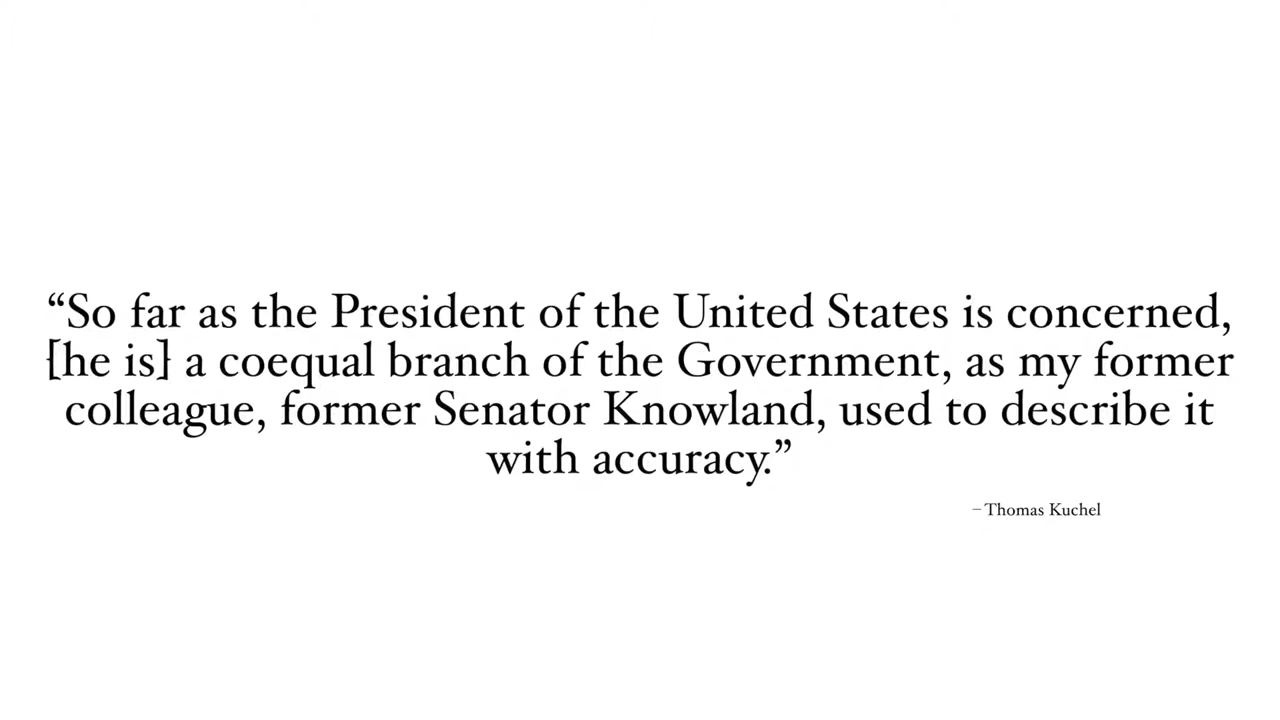 “So far as the President of the United States is concerned,
[he is] a coequal branch of the Government, as my former
colleague, former Senator Knowland, used to describe it
with accuracy.”
– Thomas Kuchel